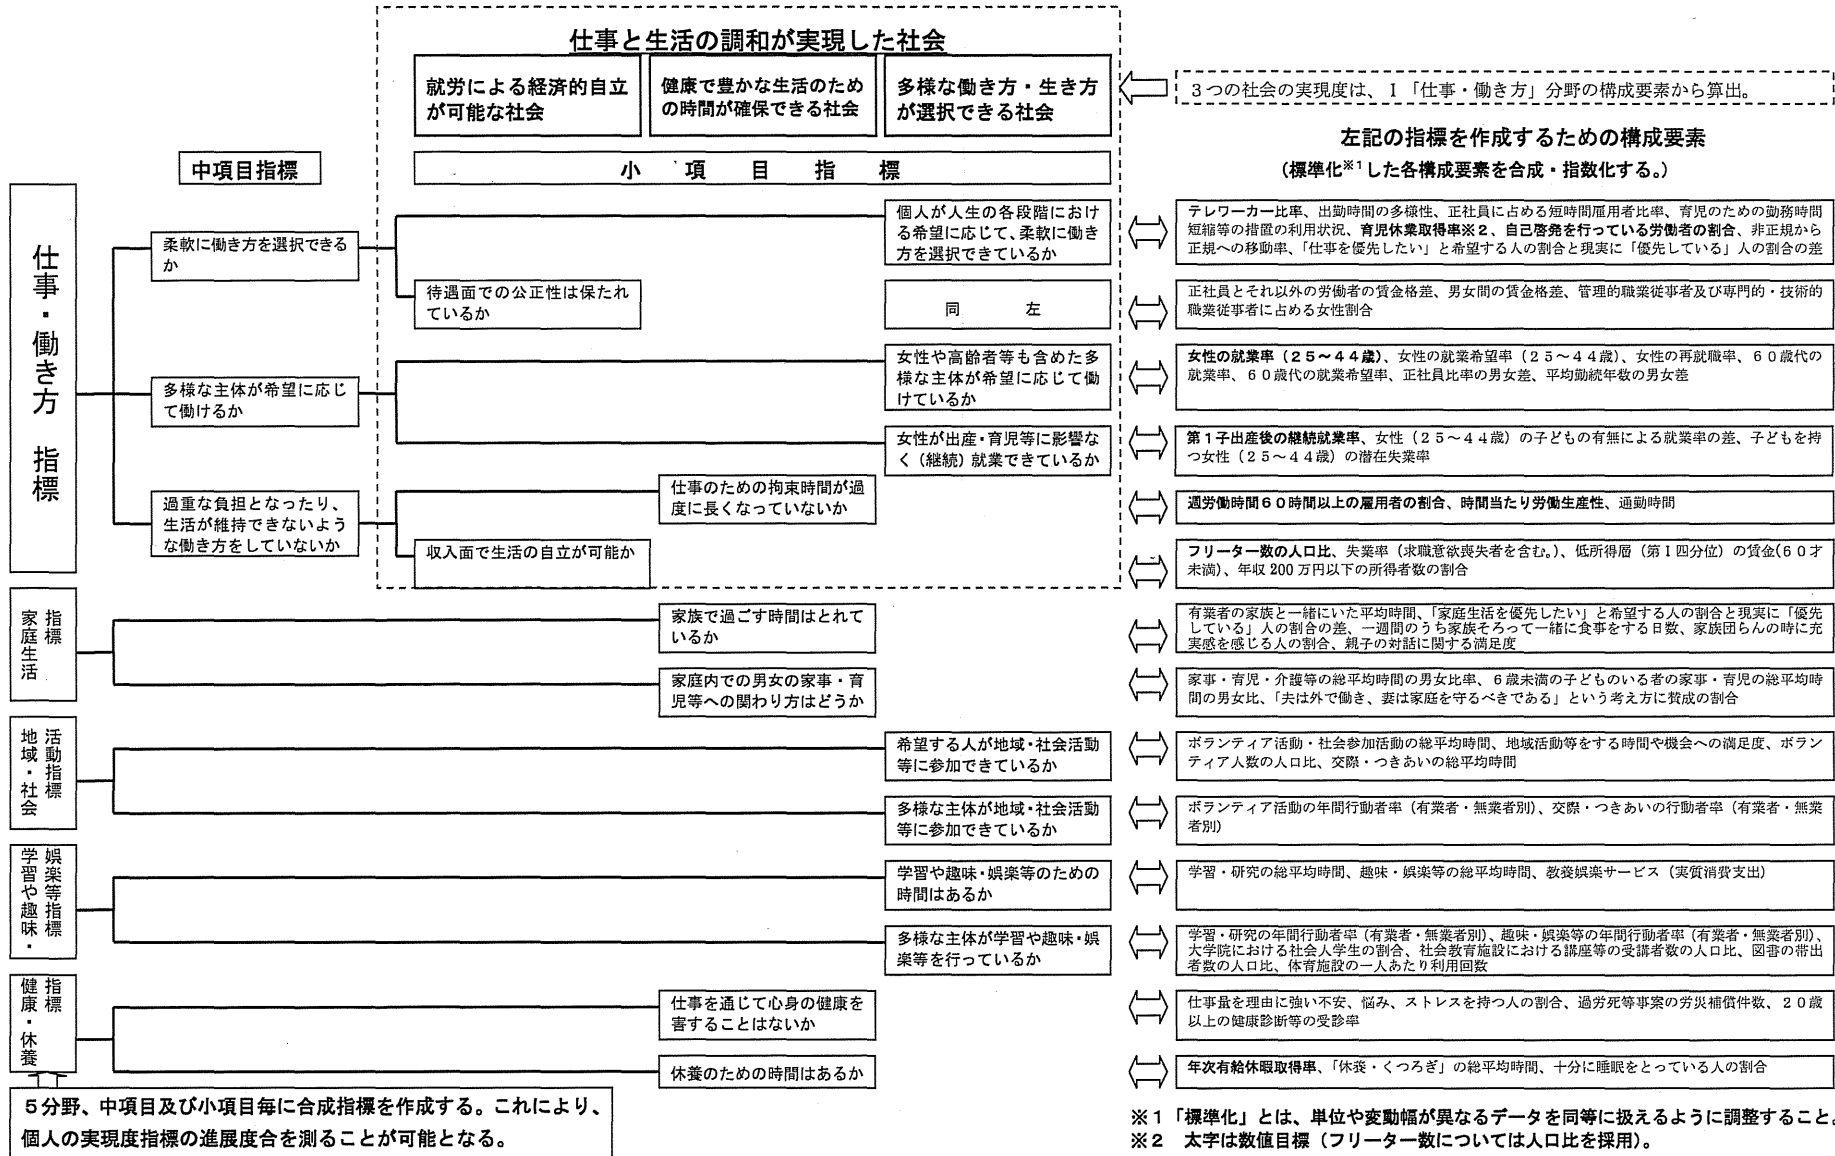 仕事と生活の調和が実現した社会
就労による経済的自立
が可能な社会
健康で豊かな生活のため
の時間が確保できる社会
多様な働き方・生き方
が選択できる社会
3つの社会の実現度は、I「仕事・働き方」分野の構成要素から算出。
左記の指標を作成するための構成要素
(標準化※1した各構成要素を合成・指数化する。)
中項目指標
小 項 目 指 標
仕事・働き方 指標
柔軟に働き方を選択できる
か
個人が人生の各段階におけ
る希望に応じて、柔軟に働き
方を選択できているか
テレワーカー比率、出勤時間の多様性、正社員に占める短時間雇用者比率、育児のための勤務時間
短縮等の措置の利用状況、育児休業取得率※2、自己啓発を行っている労働者の割合、非正規から
正規への移動率、「仕事を優先したい」と希望する人の割合と現実に「優先している」人の割合の差
待遇面での公正性は保たれ
ているか
同 左
正社員とそれ以外の労働者の賃金格差、男女間の賃金格差、管理的職業従事者及び専門的・技術的
職業従事者に占める女性割合
多様な主体が希望に応じ
て働けるか
女性や高齢者等も含めた多
様な主体が希望に応じて働
けているか
女性の就業率(25~44歳)、女性の就業希望率(25~44歳)、女性の再就職率、60歳代の
就業率、60歳代の就業希望率、正社員比率の男女差、平均勤続年数の男女差
女性が出産・育児等に影響な
く(継続)就業できているか
第1子出産後の継続就業率、女性(25~44歳)の子どもの有無による就業率の差、子どもを持
つ女性(25~44歳)の潜在失業率
過重な負担となったり、
生活が維持できないよう
な働き方をしていないか
仕事のための拘束時間が過
度に長くなっていないか
週労働時間60時間以上の雇用者の割合、時間当たり労働生産性、通勤時間
収入面で生活の自立が可能か
フリーター数の人口比、失業率(求職意欲喪失者を含む。)、低所得層(第I四分位)の賃金(60才
未満)、年収200万円以下の所得者数の割合
家庭生活
指標
家族で過ごす時間はとれて
いるか
有業者の家族と一緒にいた平均時間、「家庭生活を優先したい」と希望する人の割合と現実に「優先
している」人の割合の差、一週間のうち家族そろって一緒に食事をする日数、家族団らんの時に充
実感を感じる人の割合、親子の対話に関する満足度
家庭内での男女の家事・育
児等への関わり方はどうか
家事・育児・介護等の総平均時間の男女比率、6歳未満の子どものいる者の家事・育児の総平均時
間の男女比、「夫は外で働き、妻は家庭を守るべきである」という考え方に賛成の割合
地域・社会
活動指標
希望する人が地域・社会活動
等に参加できているか
ボランティア活動・社会参加活動の総平均時間、地域活動等をする時間や機会への満足度、ボラン
ティア人数の人口比、交際・つきあいの総平均時間
多様な主体が地域・社会活動
等に参加できているか
ボランティア活動の年間行動者率(有業者・無業者別)、交際・つきあいの行動者率(有業者・無業
者別)
学習や趣味・
娯楽等指標
学習や趣味・娯楽等のための
時間はあるか
学習・研究の総平均時間、趣味・娯楽等の総平均時間、教養娯楽サービス(実質消費支出)
多様な主体が学習や趣味・娯
楽等を行っているか
学習・研究の年間行動者率(有業者・無業者別)、趣味・娯楽等の年間行動者率(有業者・無業者別)、
大学院における社会人学生の割合、社会教育施設における講座等の受講者数の人口比、図書の帯出
者数の人口比、体育施設の一人あたり利用回数
健康・休養
指標
仕事を通じて心身の健康を
害することはないか
仕事量を理由に強い不安、悩み、ストレスを持つ人の割合、過労死等事案の労災補償件数、20歳
以上の健康診断等の受診率
休養のための時間はあるか
年次有給休暇取得率、「休養・くつろぎ」の総平均時間、十分に睡眠をとっている人の割合
5分野、中項目及び小項目毎に合成指標を作成する。これにより、
個人の実現度指標の進展度合を測ることが可能となる。
※1「標準化」とは、単位や変動幅が異なるデータを同等に扱えるように調整すること。
※2 太字は数値目標(フリーター数については人口比を採用)。